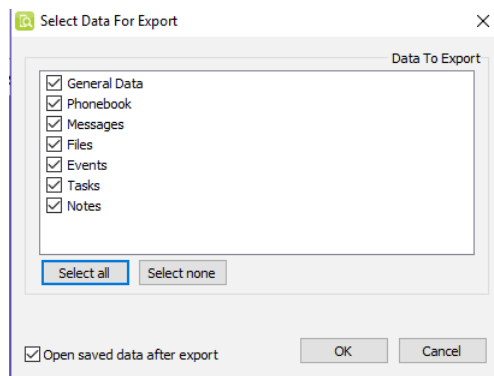 Select Data For Export
Data To Export
General Data
Phonebook
Messages
Files
Events
Tasks
Notes
Select all Select none
Open saved data after export OK Cancel